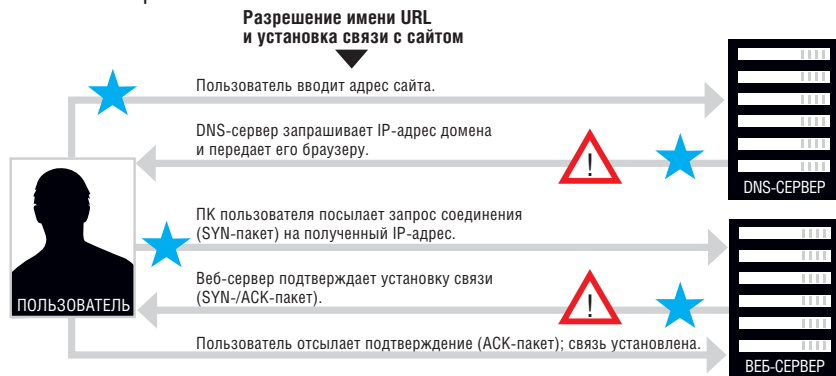 Разрешение имени URL
и установка связи с сайтом
Пользователь вводит адрес сайта.
DNS-сервер запрашивает IP-адрес домена
и передает его браузеру.
!
DNS-СЕРВЕР
ПК пользователя посылает запрос соединения
(SYN-пакет) на полученный IP-адрес.
Веб-сервер подтверждает установку связи
(SYN-/ACK-пакет).
!
ПОЛЬЗОВАТЕЛЬ
Пользователь отсылает подтверждение (ACK-пакет); связь установлена.
ВЕБ-СЕРВЕР